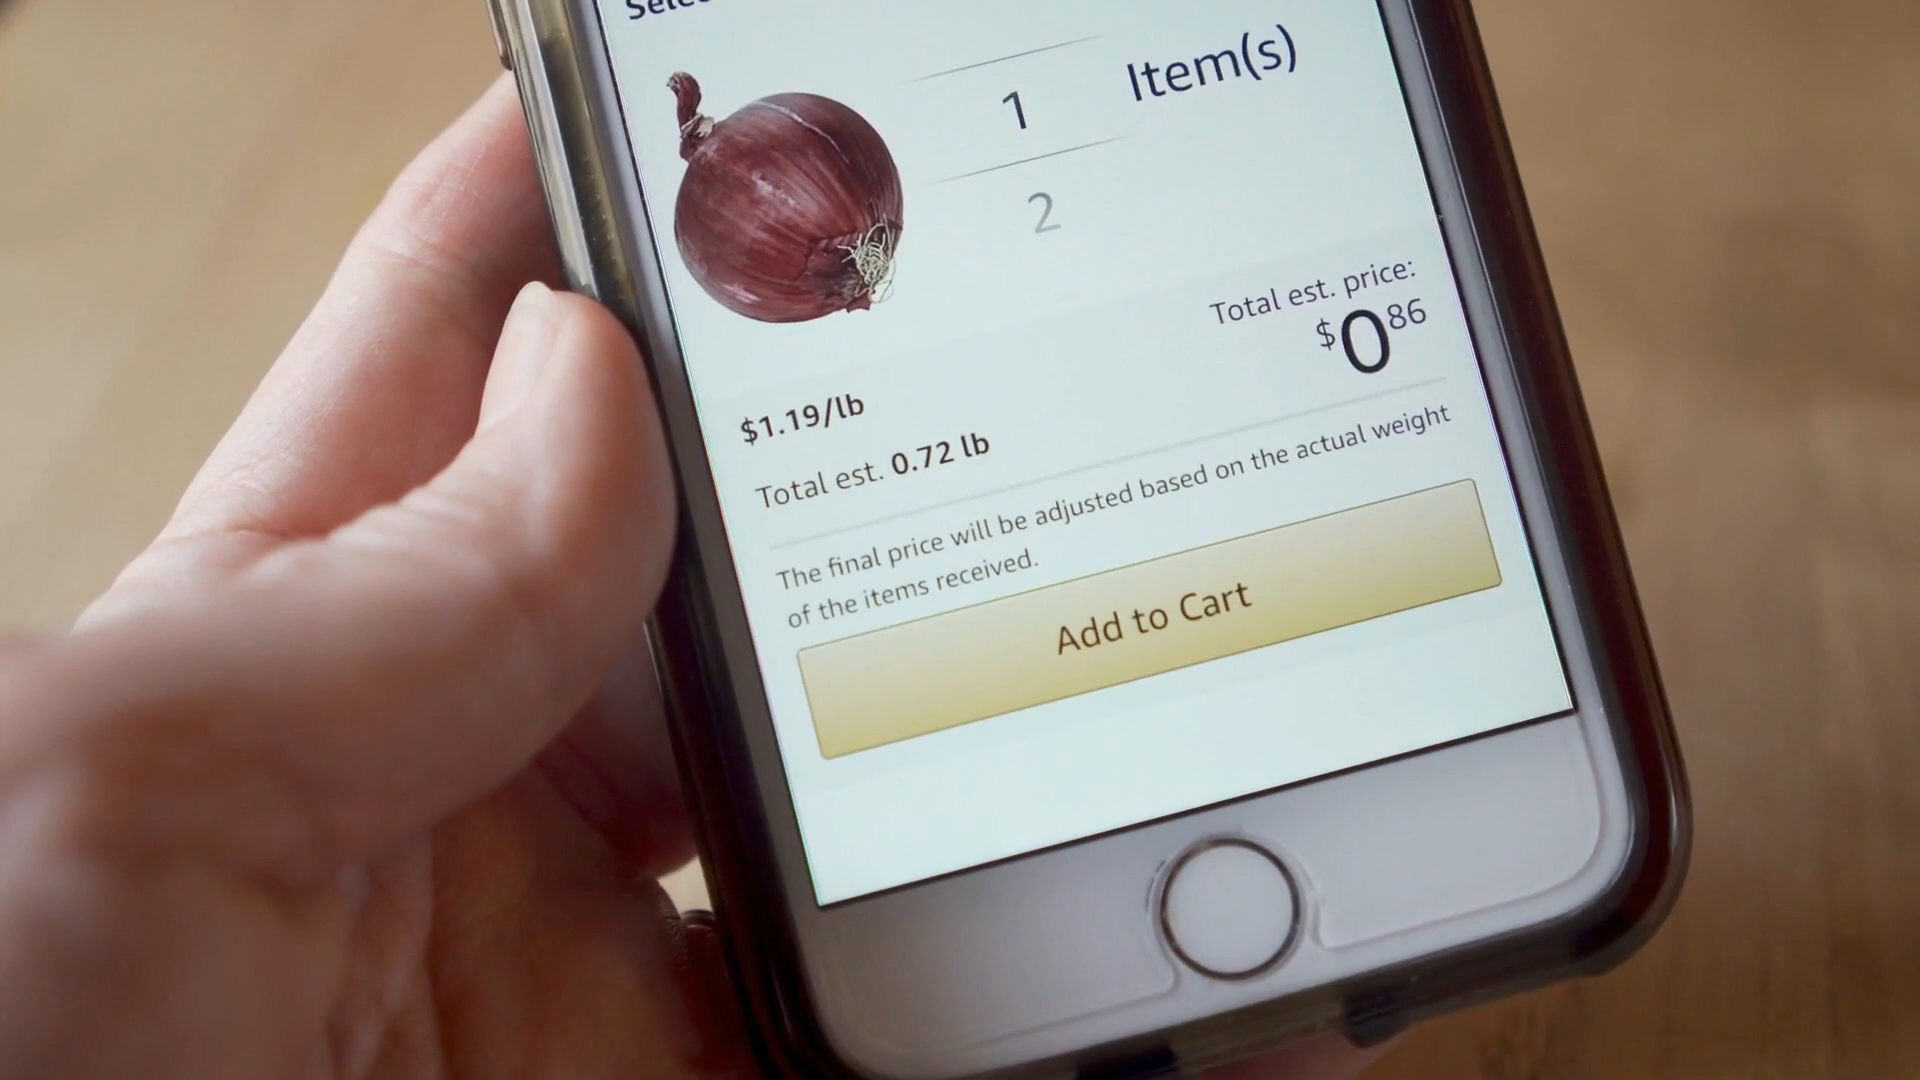 1 Item(s)
2
Total est. price:
$0 86
$1.19/lb
Total est. 0.72 lb
The final price will be adjusted based on the actual weight
of the items received.
Add to Cart